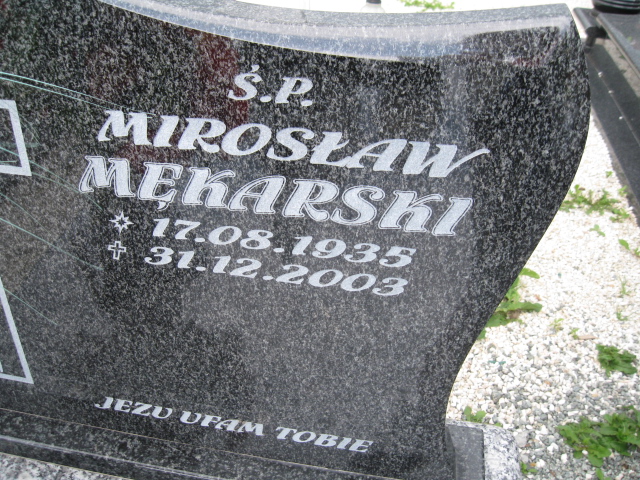 Ś.P.
MIROSŁAW
MĘKARSKI
17.08.1935
31.12.2003
JEZU UFAM TOBIE